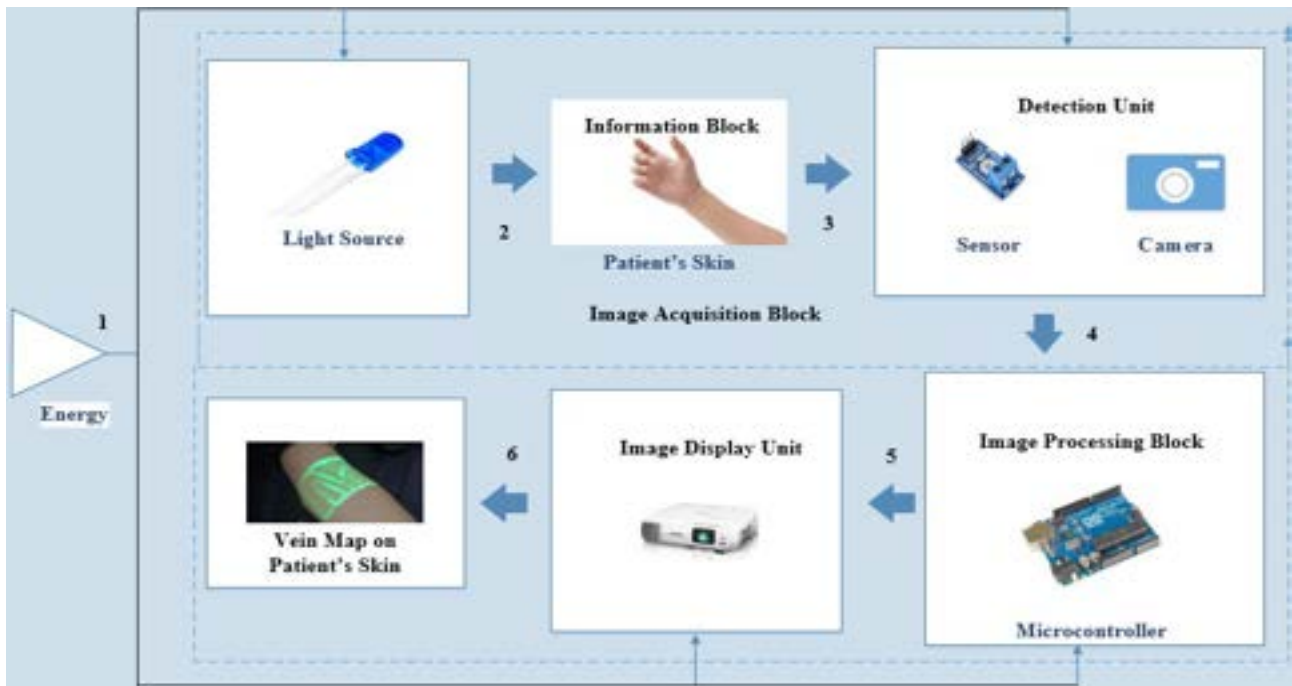 Light Source
2
Information Block
Patient's Skin
3
Detection Unit
Sensor
Camera
Image Acquisition Block
1
Energy
4
Image Processing Block
Microcontroller
5
Image Display Unit
6
Vein Map on
Patient's Skin